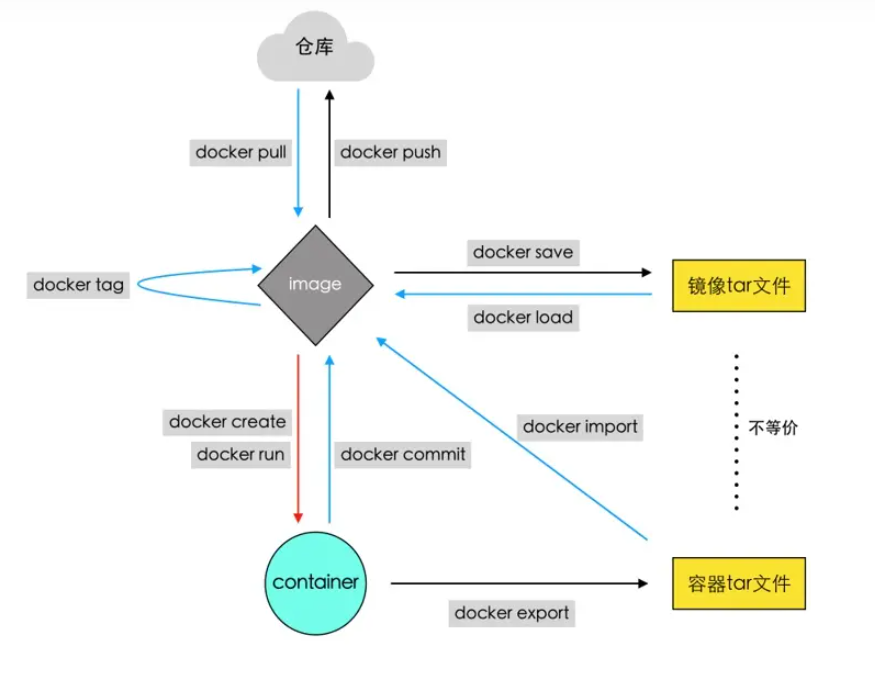 仓库
docker pull
docker push
docker save
docker tag
image
镜像tar文件
docker load
docker create
docker import
不等价
docker run
docker commit
container
容器tar文件
docker export